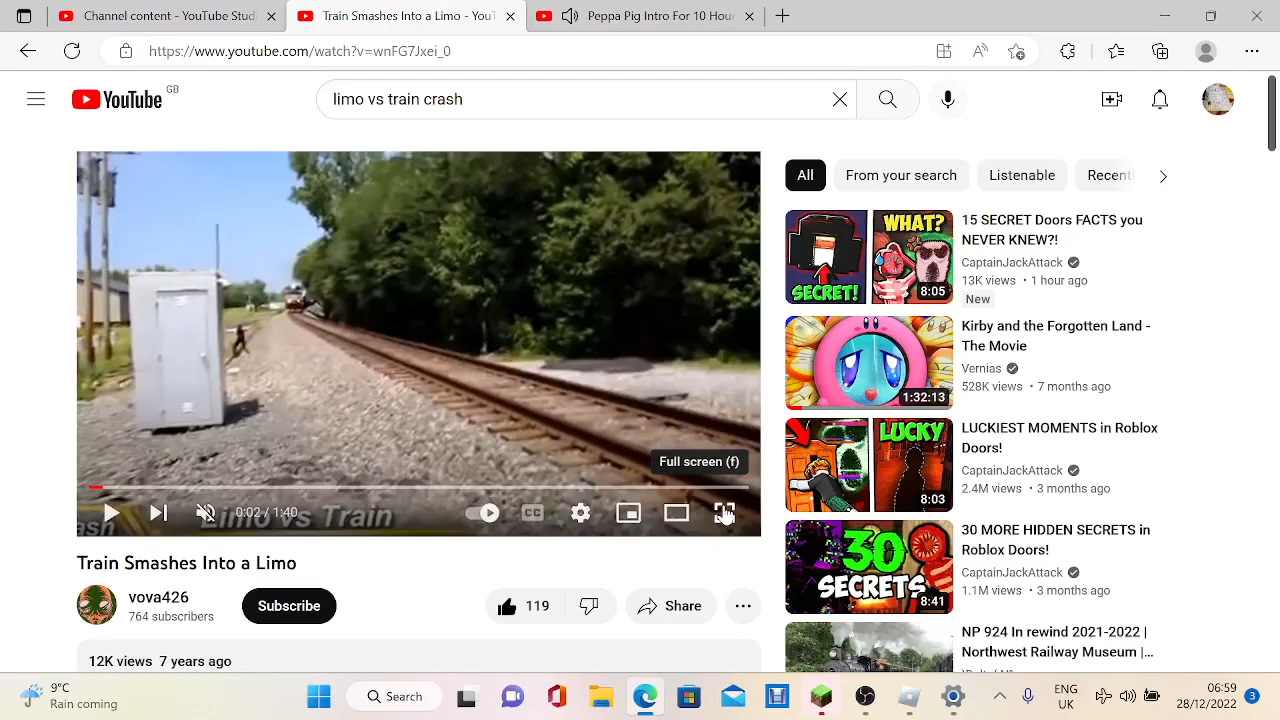 Channel content - YouTube Stud
Train Smashes Into a Limo - YouT
Peppa Pig Intro For 10 Hour
https://www.youtube.com/watch?v=wnFG7Jxei_0
YouTube GB
limo vs train crash
All
From your search
Listenable
Recent
15 SECRET Doors FACTS you
NEVER KNEW?!
CaptainJackAttack
13K views • 1 hour ago
New
WHAT?
SECRET!
8:05
Kirby and the Forgotten Land -
The Movie
Vernias
528K views • 7 months ago
1:32:13
LUCKIEST MOMENTS in Roblox
Doors!
CaptainJackAttack
2.4M views • 3 months ago
LUCKY
8:03
30 MORE HIDDEN SECRETS in
Roblox Doors!
CaptainJackAttack
1.1M views • 3 months ago
30
SECRETS
8:41
NP 924 In rewind 2021-2022 |
Northwest Railway Museum |...
Full screen (f)
0:02 / 1:40
CC
Limo vs Train
Train Smashes Into a Limo
vova426
764 subscribers
Subscribe
119
Share
12K views 7 years ago
9°C
Rain coming
Search
ENG
UK
06:59
28/12/2022
3